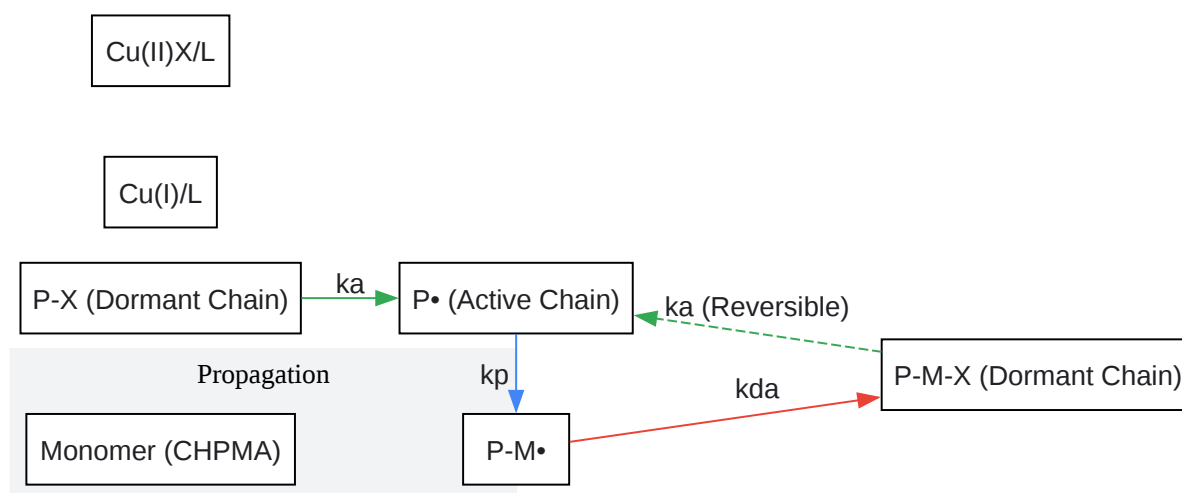 Cu(II)X/L
Cu(I)/L
P-X (Dormant Chain)
ka
P• (Active Chain)
ka (Reversible)
Propagation
kp
P-M-X (Dormant Chain)
kda
Monomer (CHPMA)
P-M•